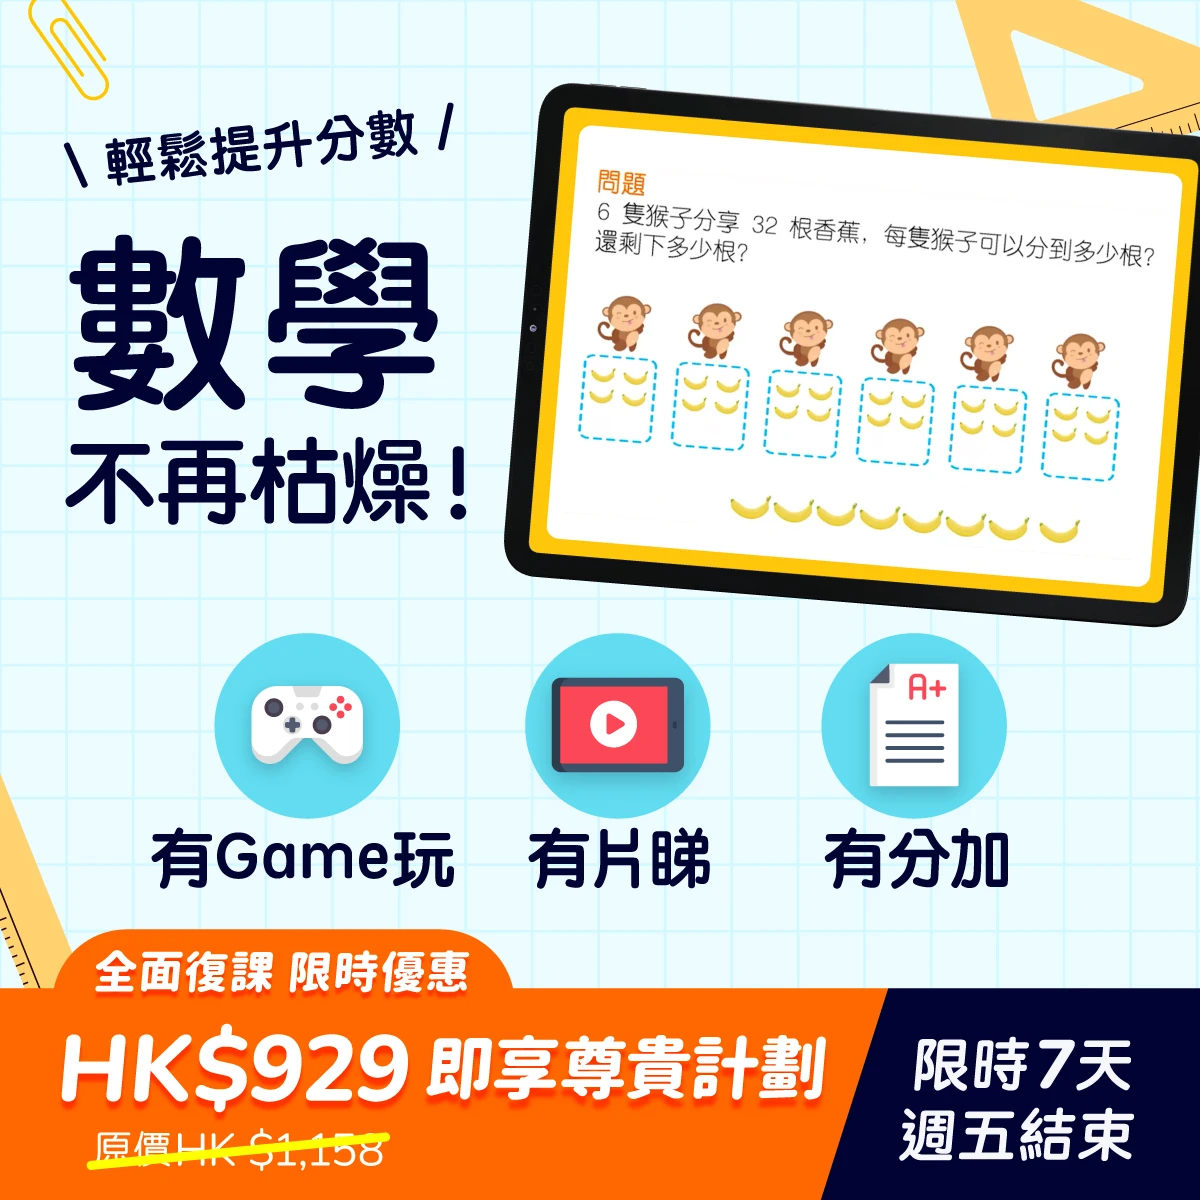 \ 輕鬆提升分數 /
數學
不再枯燥!
問題
6 隻猴子分享 32 根香蕉，每隻猴子可以分到多少根?
還剩下多少根?
A+
有Game玩
有片睇
有分加
全面復課 限時優惠
HK$929 即享尊貴計劃
原價HK $1,158
限時7天
週五結束